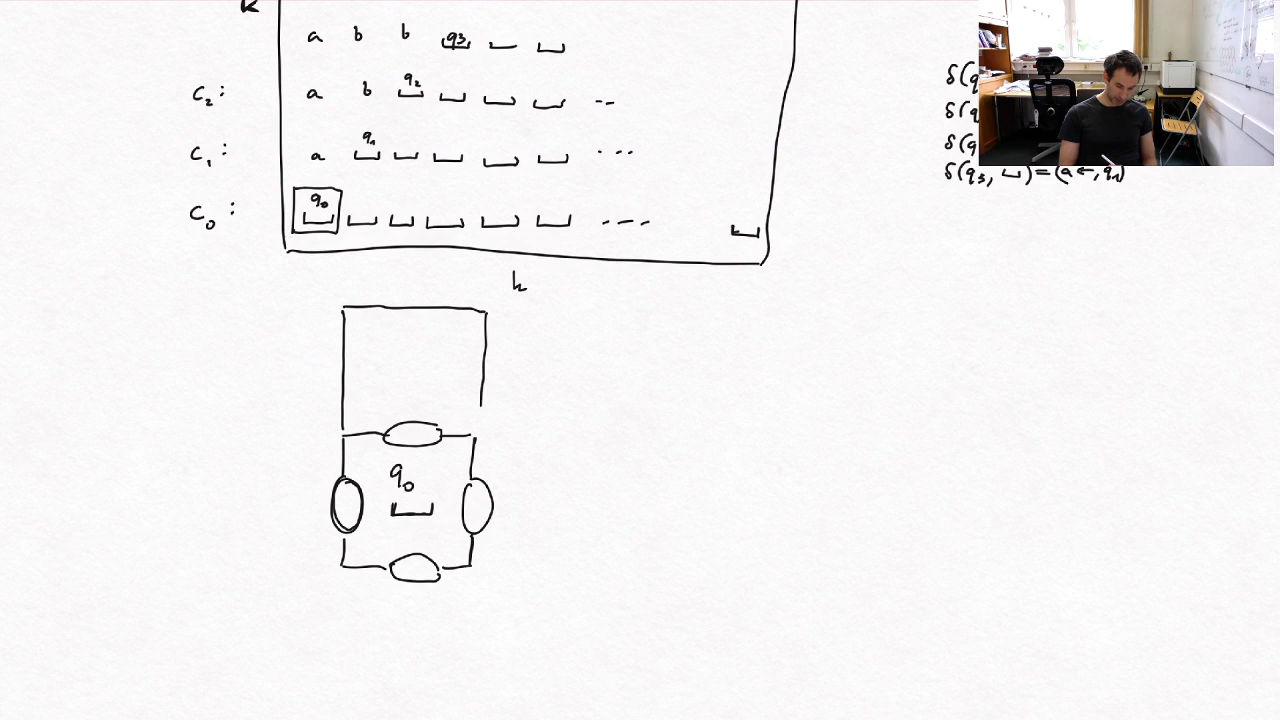 k
a b b q3 ⊔ ⊔
C2: a b q2 ⊔ ⊔ ⊔ ⊔ --
C1: a q1 ⊔ ⊔ ⊔ ⊔ ⊔ ...
C0: q0 ⊔ ⊔ ⊔ ⊔ ⊔ ⊔ ---- ⊔
δ(q
δ(q
δ(q
δ(q3, ⊔) = (a ←, q1)
k
q0
⊔